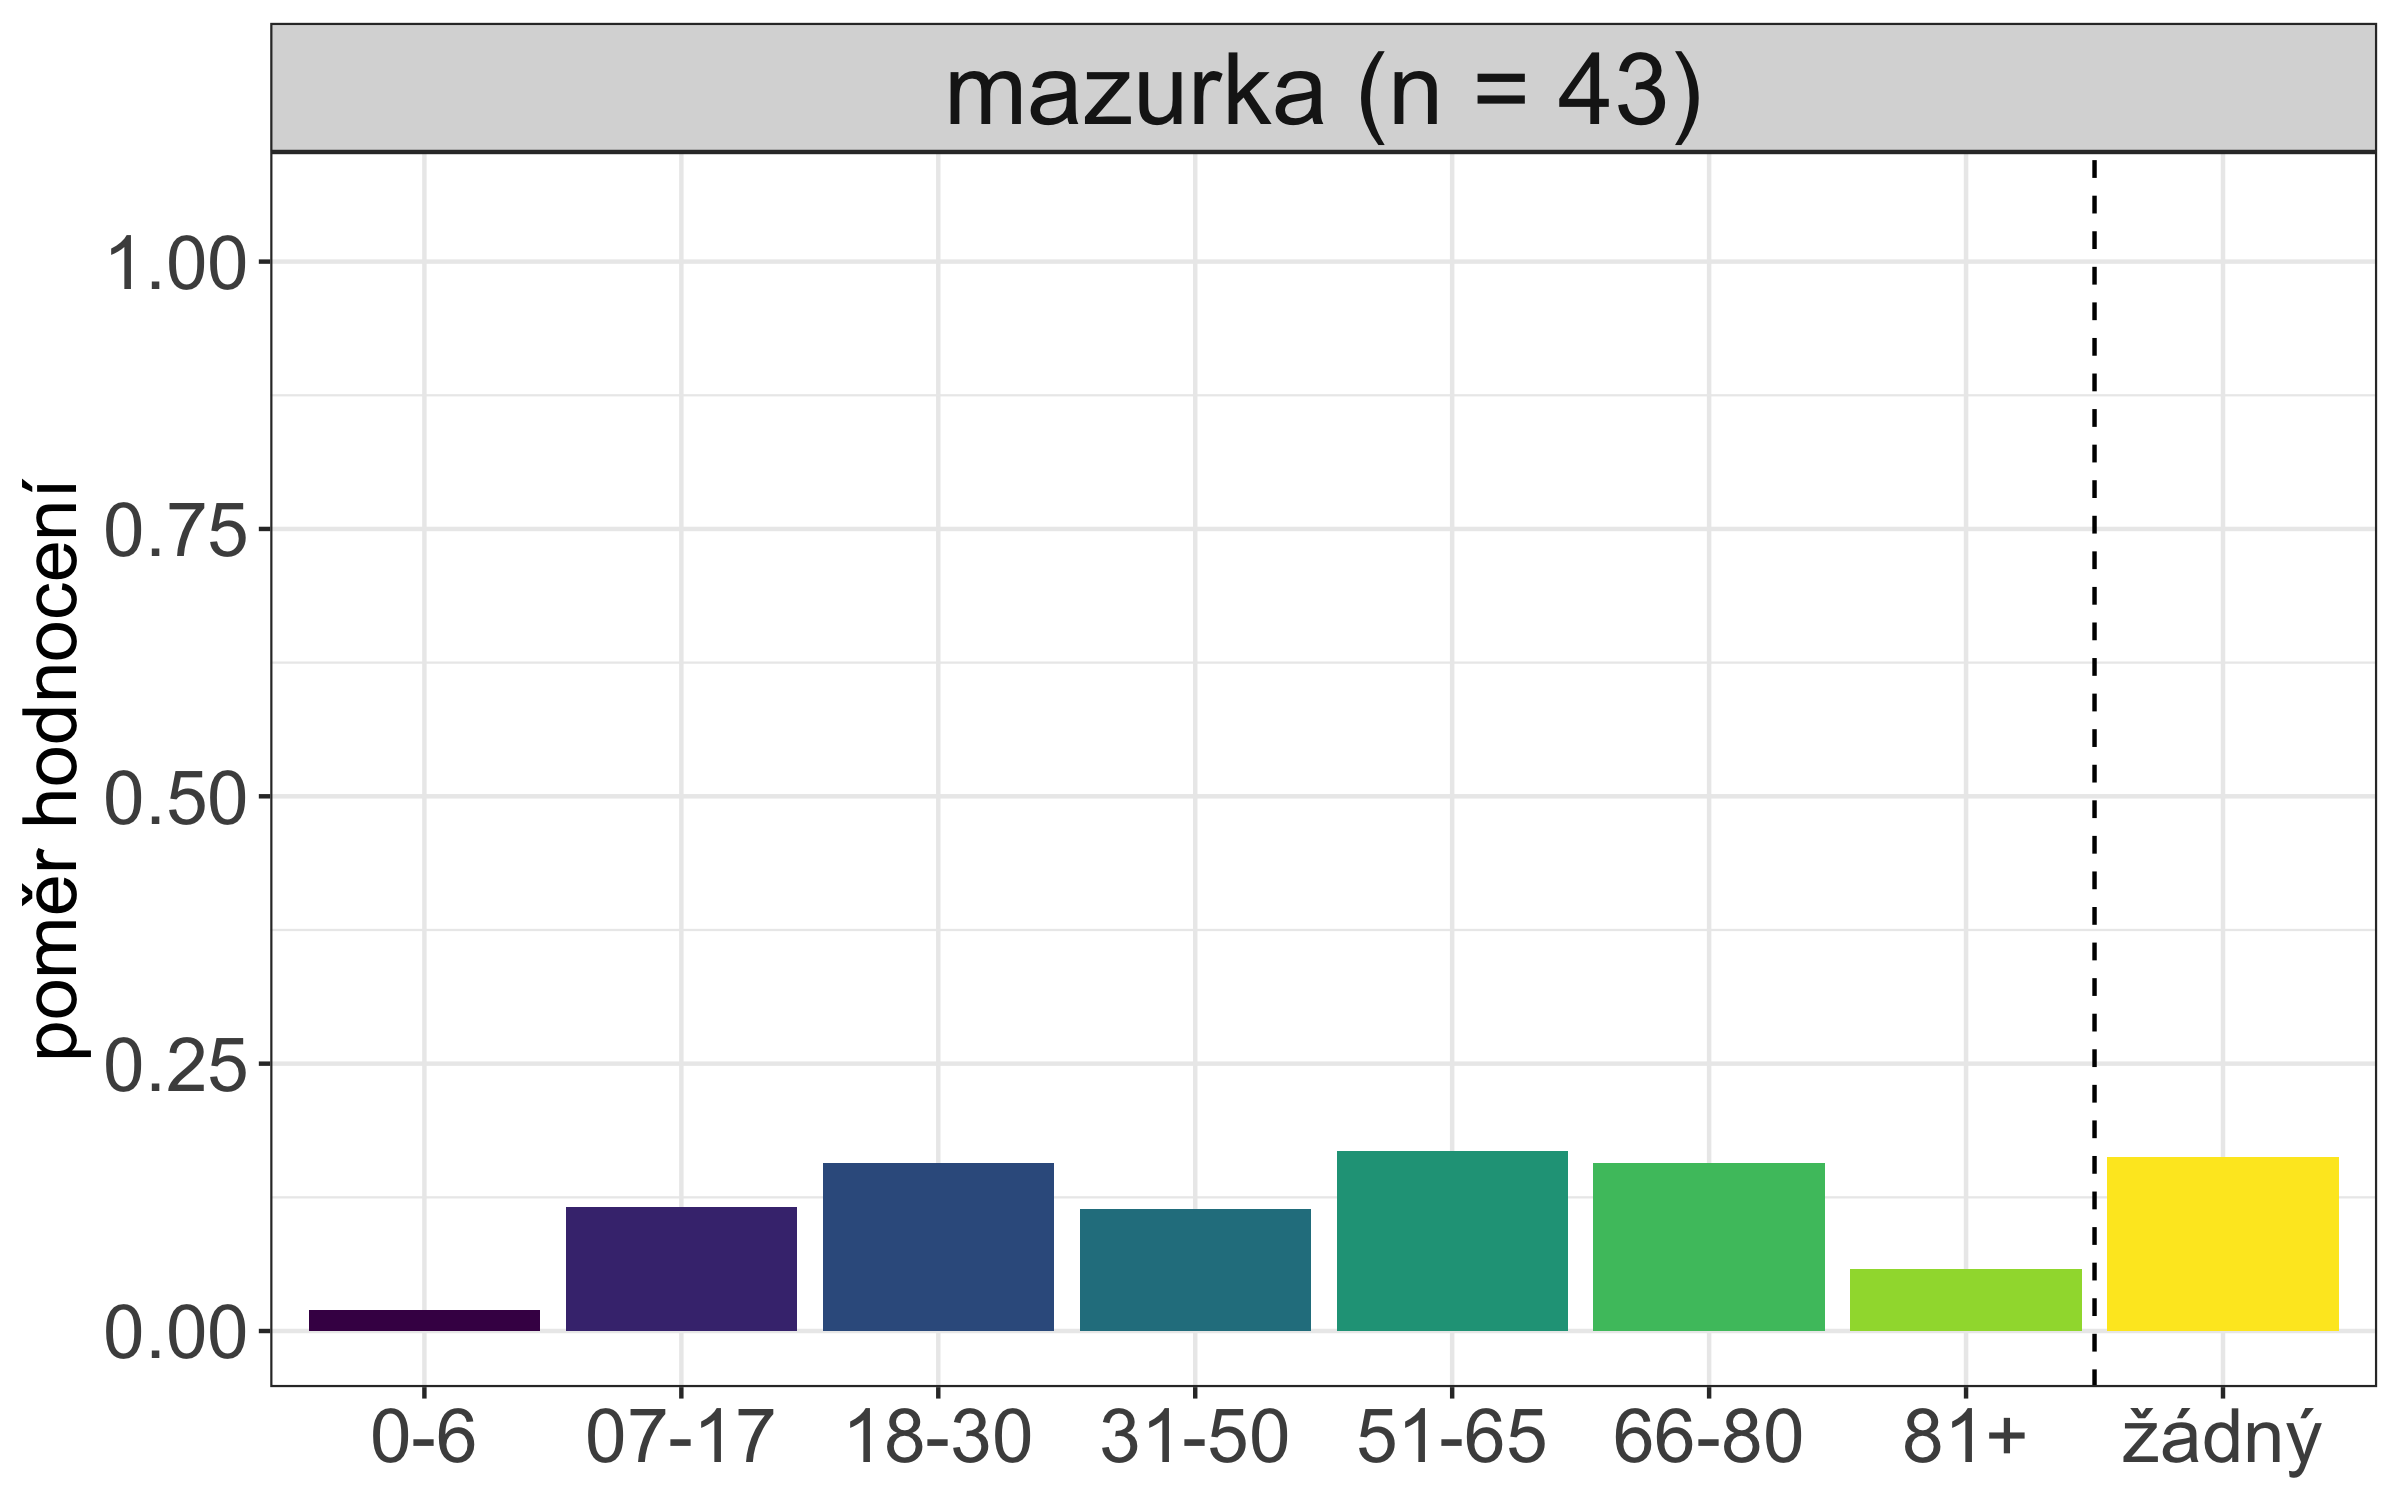 mazurka (n = 43)
poměr hodnocení
1.00
0.75
0.50
0.25
0.00
0-6 07-17 18-30 31-50 51-65 66-80 81+ žádný